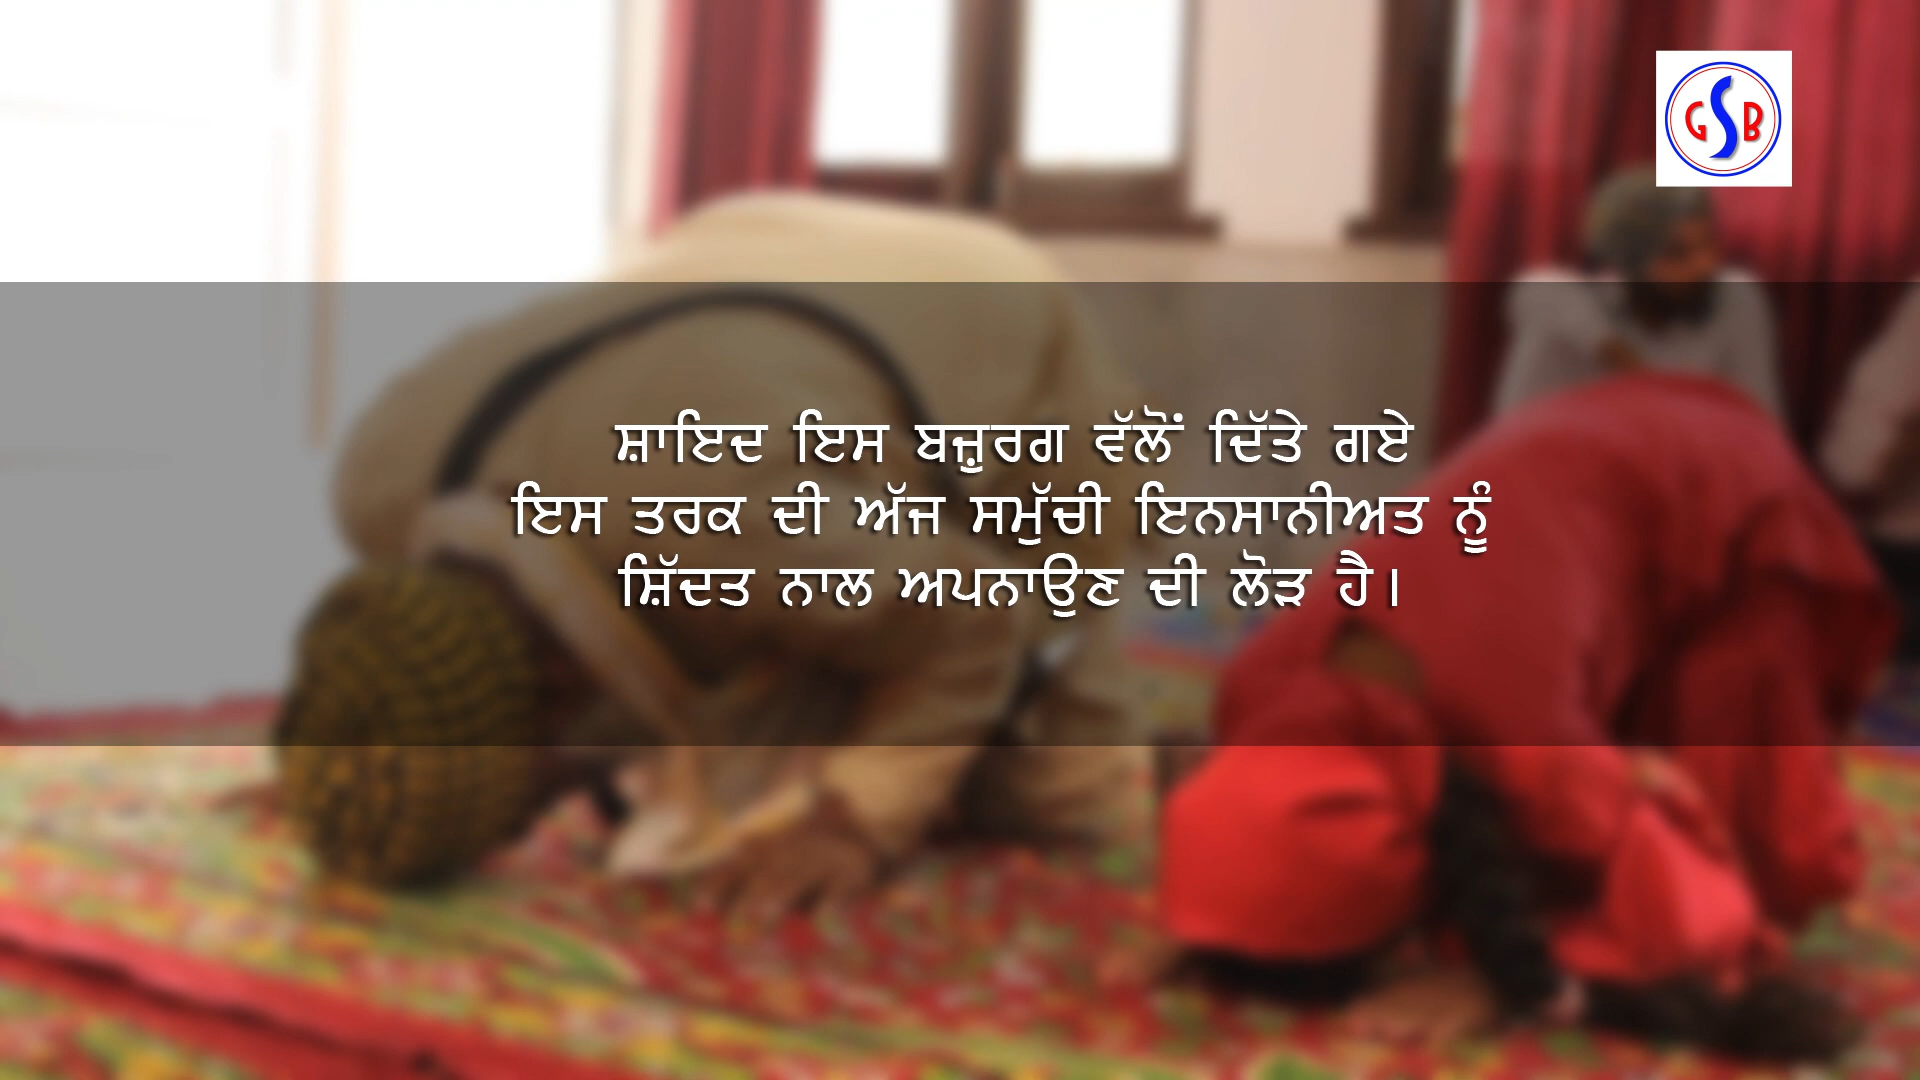 GSB
ਸ਼ਾਇਦ ਇਸ ਬਜ਼ੁਰਗ ਵੱਲੋਂ ਦਿੱਤੇ ਗਏ
ਇਸ ਤਰਕ ਦੀ ਅੱਜ ਸਮੁੱਚੀ ਇਨਸਾਨੀਅਤ ਨੂੰ
ਸ਼ਿੱਦਤ ਨਾਲ ਅਪਨਾਉਣ ਦੀ ਲੋੜ ਹੈ।